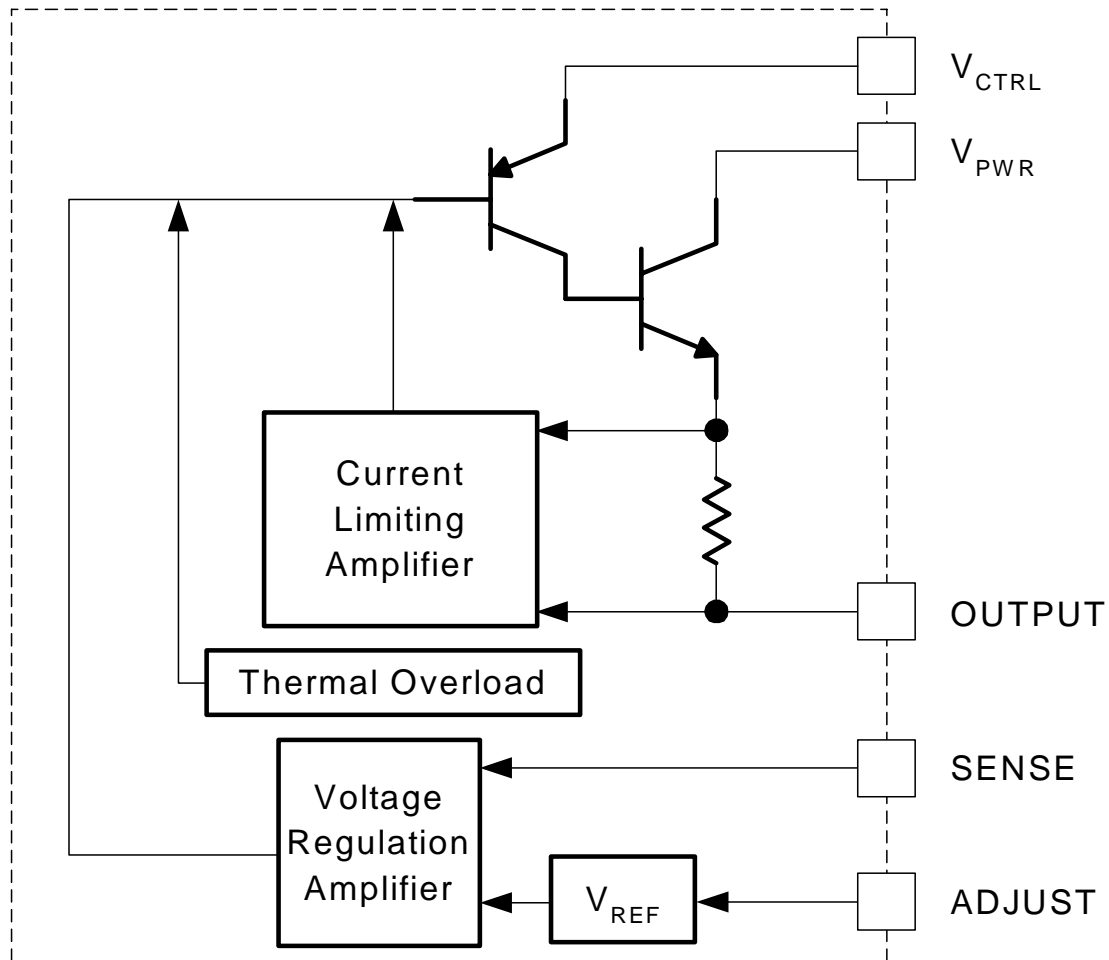 V_CTRL
V_PWR
Current
Limiting
Amplifier
OUTPUT
Thermal Overload
SENSE
Voltage
Regulation
Amplifier
V_REF
ADJUST